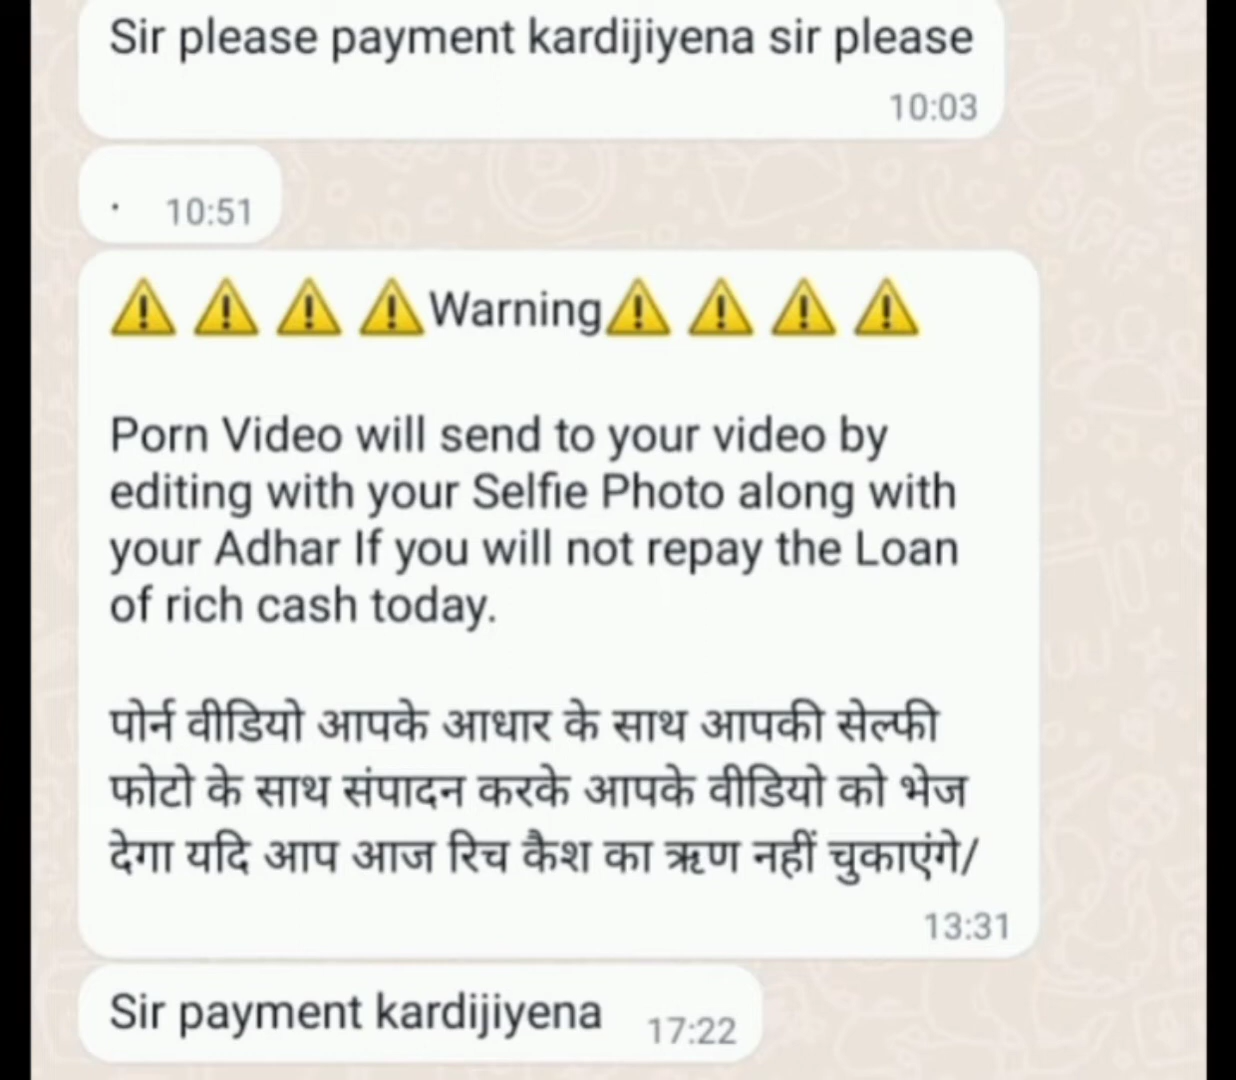 Sir please payment kardijiyena sir please
10:03
. 10:51
⚠️ ⚠️ ⚠️ ⚠️Warning⚠️ ⚠️ ⚠️ ⚠️
Porn Video will send to your video by
editing with your Selfie Photo along with
your Adhar If you will not repay the Loan
of rich cash today.
पोर्न वीडियो आपके आधार के साथ आपकी सेल्फी
फोटो के साथ संपादन करके आपके वीडियो को भेज
देगा यदि आप आज रिच कैश का ऋण नहीं चुकाएंगे/
13:31
Sir payment kardijiyena 17:22